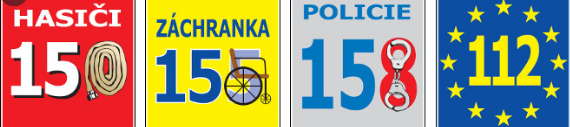 HASIČI
150
ZÁCHRANKA
155
POLICIE
158
112